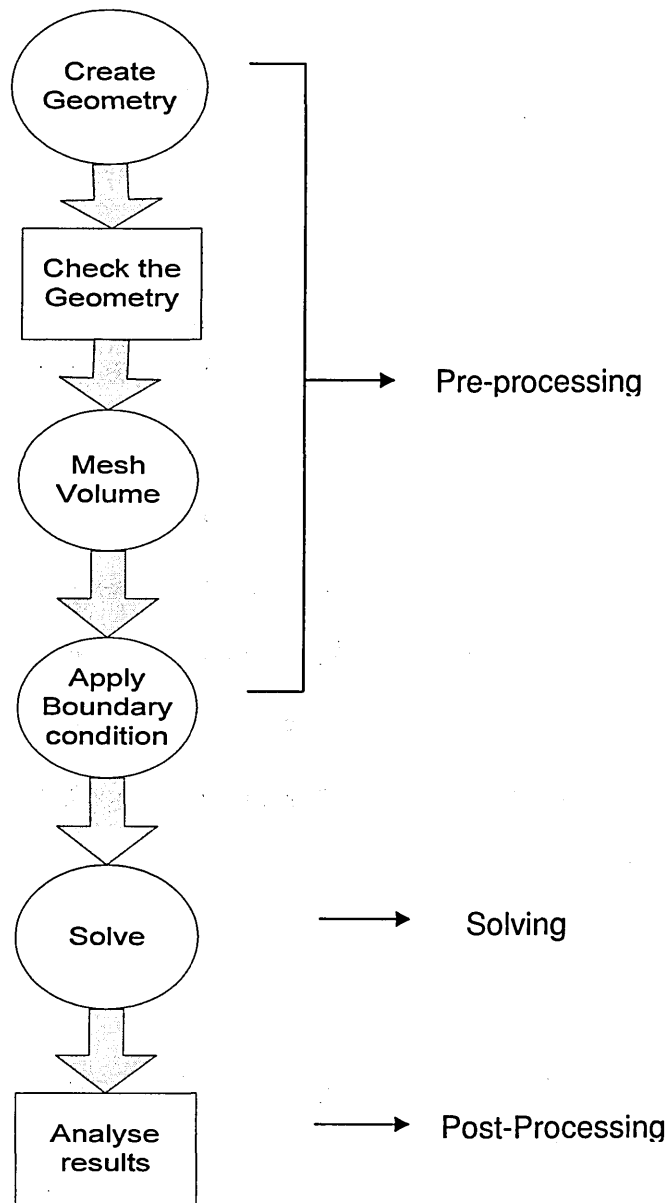 Create
Geometry
Check the
Geometry
Pre-processing
Mesh
Volume
Apply
Boundary
condition
Solve
Solving
Analyse
results
Post-Processing